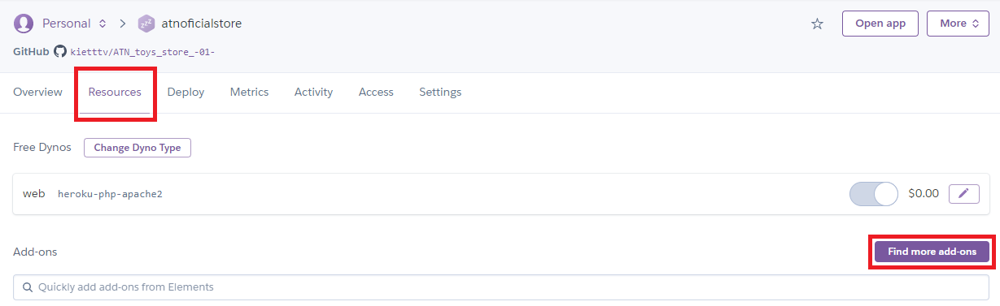 Personal atnoficialstore Open app More
GitHub kietttv/ATN_toys_store_-01-
Overview Resources Deploy Metrics Activity Access Settings
Free Dynos Change Dyno Type
web heroku-php-apache2 $0.00
Add-ons Find more add-ons
Quickly add add-ons from Elements